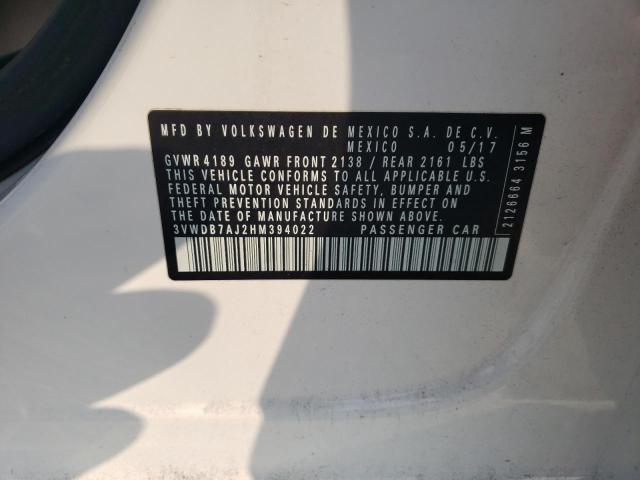 MFD BY VOLKSWAGEN DE MEXICO S.A. DE C.V.
MEXICO 05/17
GVWR 4189 GAWR FRONT 2138 / REAR 2161 LBS
THIS VEHICLE CONFORMS TO ALL APPLICABLE U.S.
FEDERAL MOTOR VEHICLE SAFETY, BUMPER AND
THEFT PREVENTION STANDARDS IN EFFECT ON
THE DATE OF MANUFACTURE SHOWN ABOVE.
3VWDB7AJ2HM394022 PASSENGER CAR
2126664 3156 M